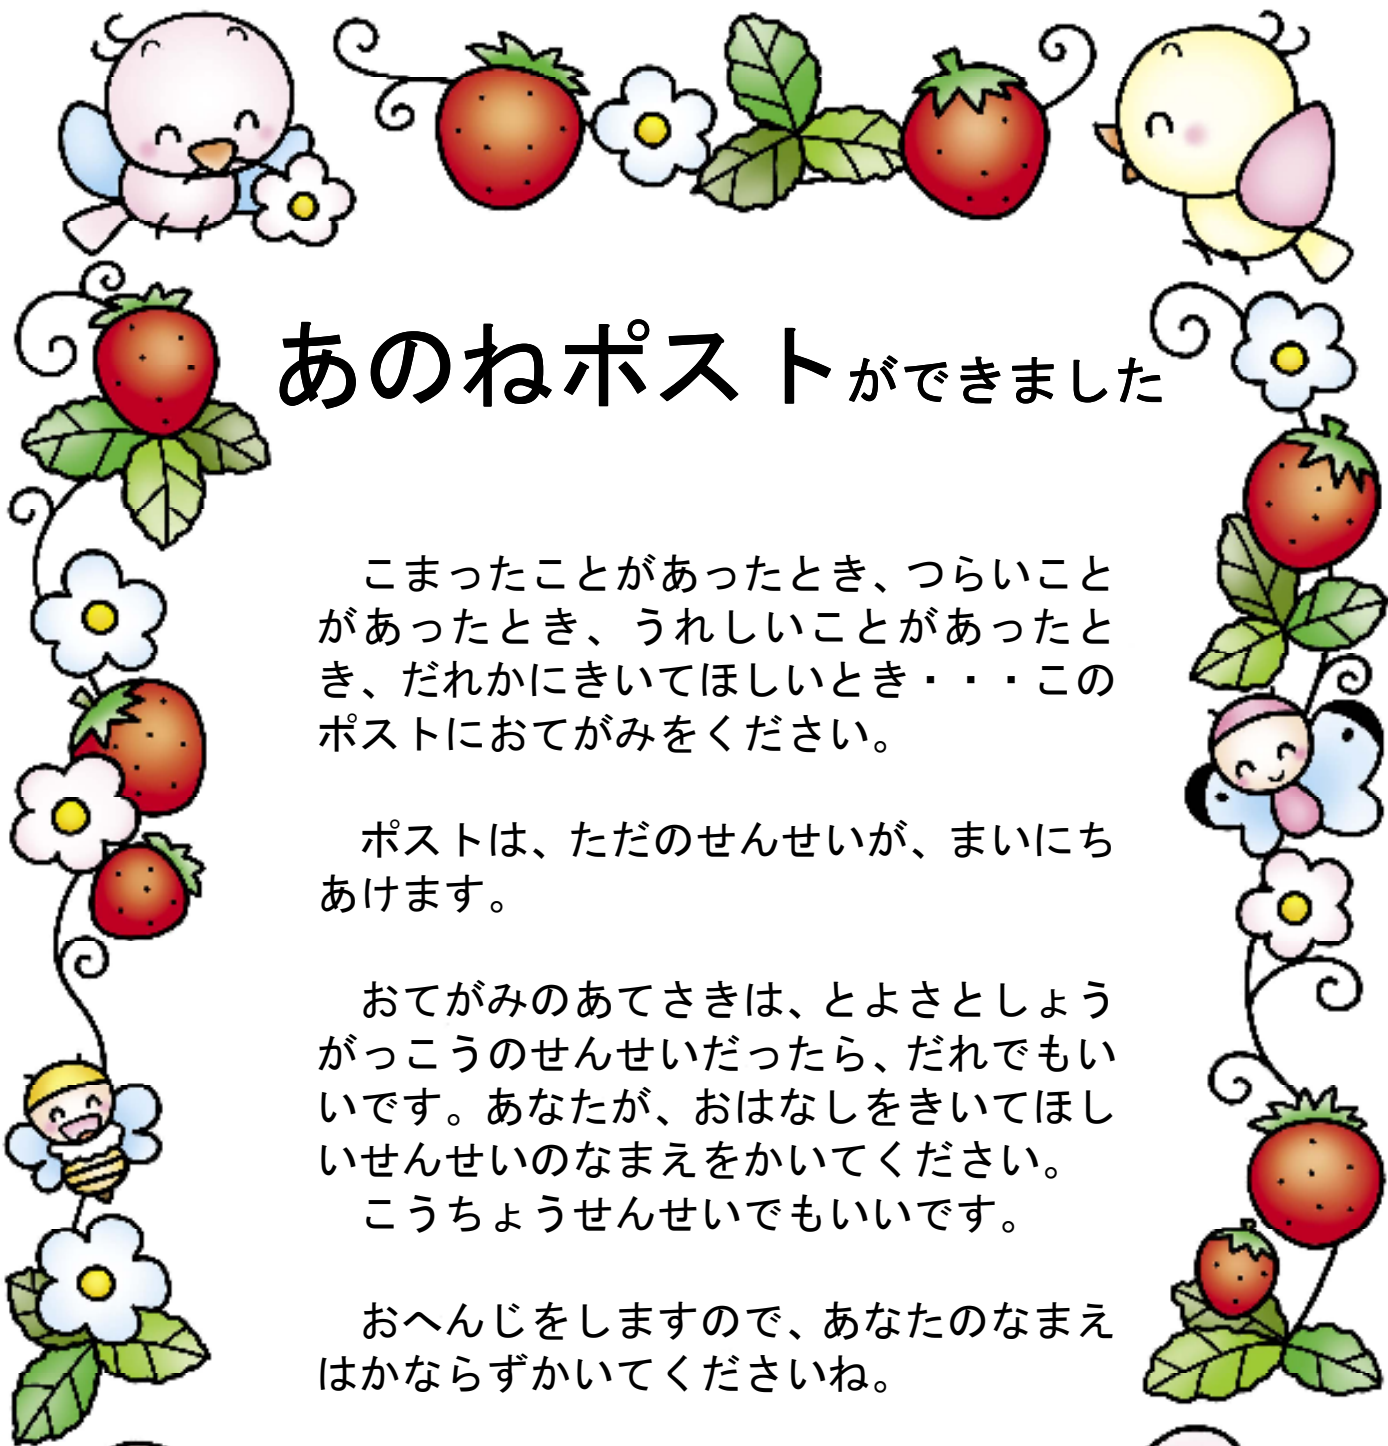 あのねポストができました
　こまったことがあったとき、つらいこと
があったとき、うれしいことがあったと
き、だれかにきいてほしいとき・・・この
ポストにおてがみをください。
　ポストは、ただのせんせいが、まいにち
あけます。
　おてがみのあてさきは、とよさとしょう
がっこうのせんせいだったら、だれでもい
いです。あなたが、おはなしをきいてほし
いせんせいのなまえをかいてください。
　こうちょうせんせいでもいいです。
　おへんじをしますので、あなたのなまえ
はかならずかいてくださいね。